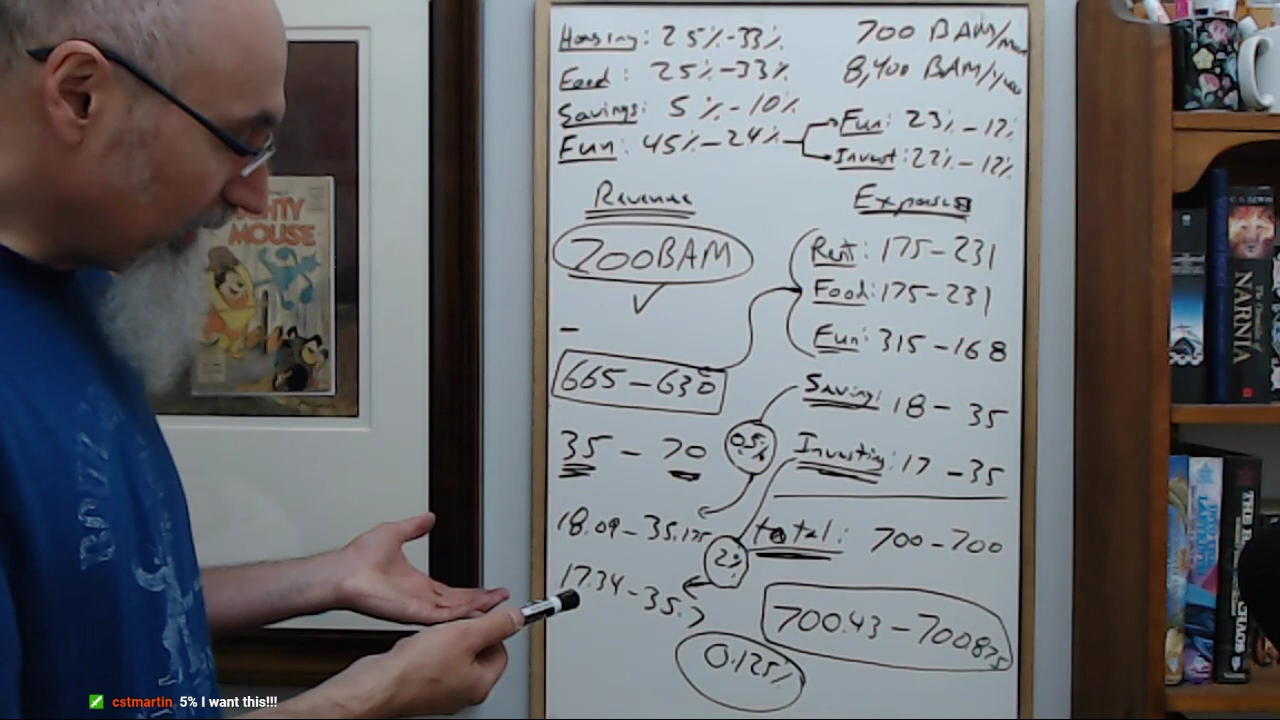 Housing: 25%-33%
Food: 25%-33%
Savings: 5%-10%
Fun: 45%-24%
700 BAM/
8,400 BAM/
Fun: 23%-12%
Invest: 22%-12%
Revenue
700BAM
-
665-630
35-70
18.09-35.175
17.34-35.7
Expenses
Rent: 175-231
Food: 175-231
Fun: 315-168
Savings 18-35
0.5%
Investing: 17-35
2%
total: 700-700
700.43-700.875
0.125%
MIGHTY
MOUSE
NARNIA
CHAOS
cstmartin 5% I want this!!!